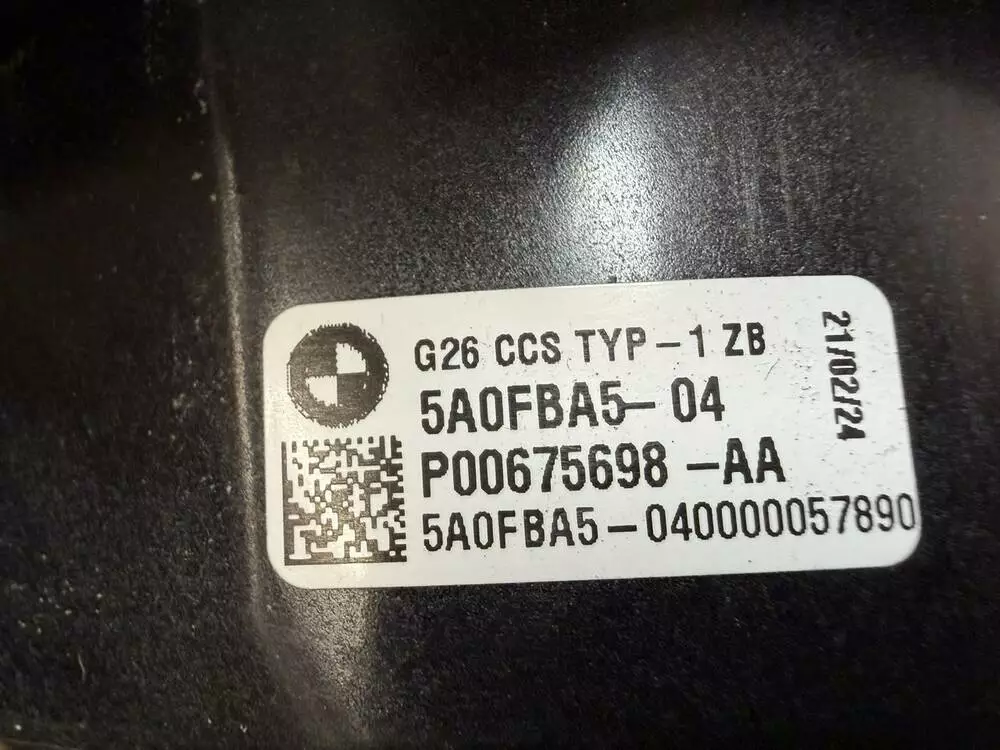 G26 CCS TYP-1 ZB
5A0FBA5-04
P00675698-AA
5A0FBA5-040000057890
21/02/24